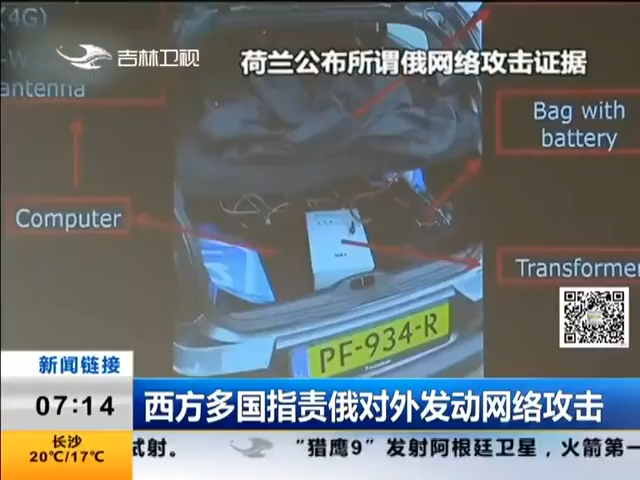 (4G)
吉林卫视
荷兰公布所谓俄网络攻击证据
antenna
Bag with
battery
Computer
Transformer
PF-934-R
新闻链接
07:14
西方多国指责俄对外发动网络攻击
长沙
20℃/17℃
试射。 “猎鹰9”发射阿根廷卫星，火箭第一